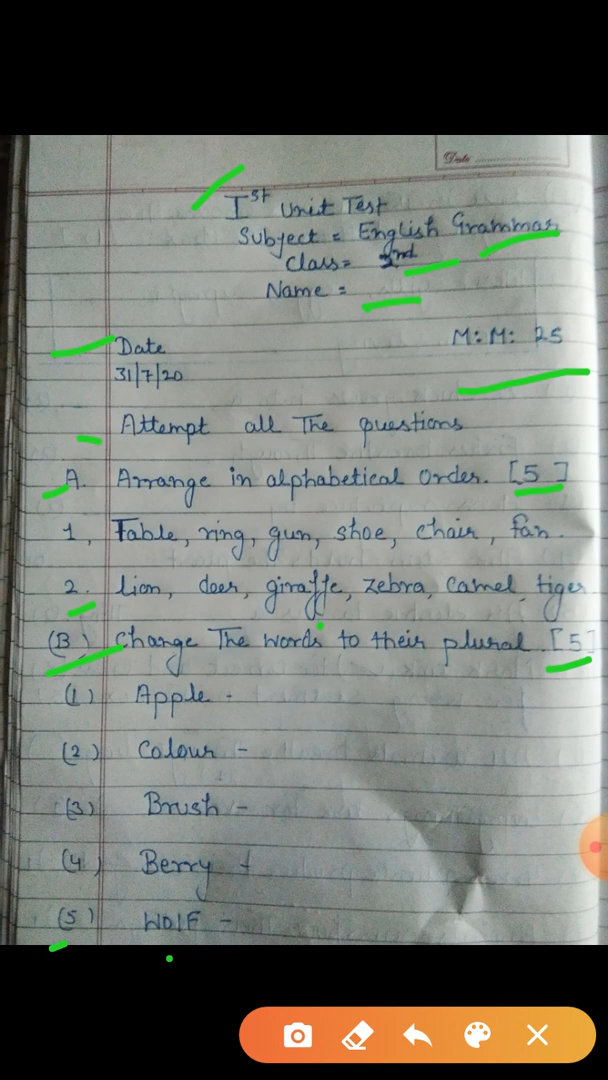 Date
Ist Unit Test
Subject = English Grammar
Class=
Name =
Date
M:M: 25
31/7/20
Attempt all The questions
A. Arrange in alphabetical order. [5]
1, Table, ring, gun, shoe, chair, fan.
2. lion, deer, giraffe, zebra, camel, tiger
(B) Change The words to their plural. [5]
(1) Apple -
(2) Colour -
(3) Brush -
(4) Berry -
(5) Wolf -